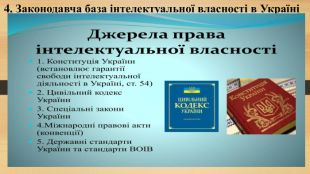 4. Законодавча база інтелектуальної власності в Україні
Джерела права
інтелектуальної власності
1. Конституція України
(встановлює гарантії
свободи інтелектуальної
діяльності в Україні, ст. 54)
2. Цивільний кодекс
України
3. Спеціальні закони
України
4.Міжнародні правові акти
(конвенції)
5. Державні стандарти
України та стандарти ВОІВ
ЦИВІЛЬНИЙ
КОДЕКС
УКРАЇНИ
КОНСТИТУЦІЯ
УКРАЇНИ